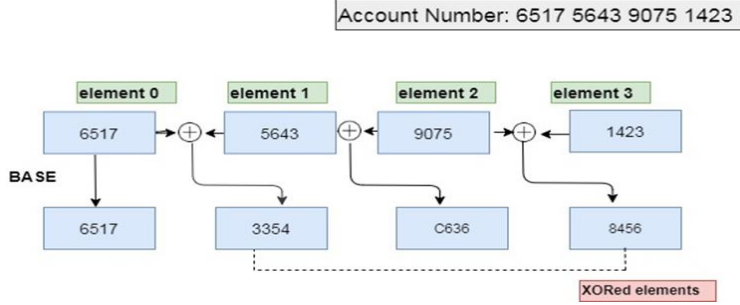 Account Number: 6517 5643 9075 1423
element 0 element 1 element 2 element 3
6517 5643 9075 1423
BASE
6517 3354 C636 8456
XORed elements